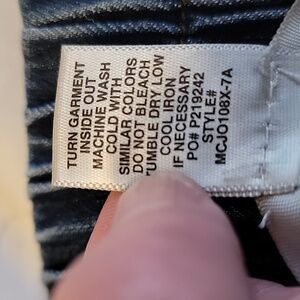 TURN GARMENT
INSIDE OUT
MACHINE WASH
COLD WITH
SIMILAR COLORS
DO NOT BLEACH
TUMBLE DRY LOW
COOL IRON
IF NECESSARY
PO# P219242
STYLE#
MCJO108X-7A